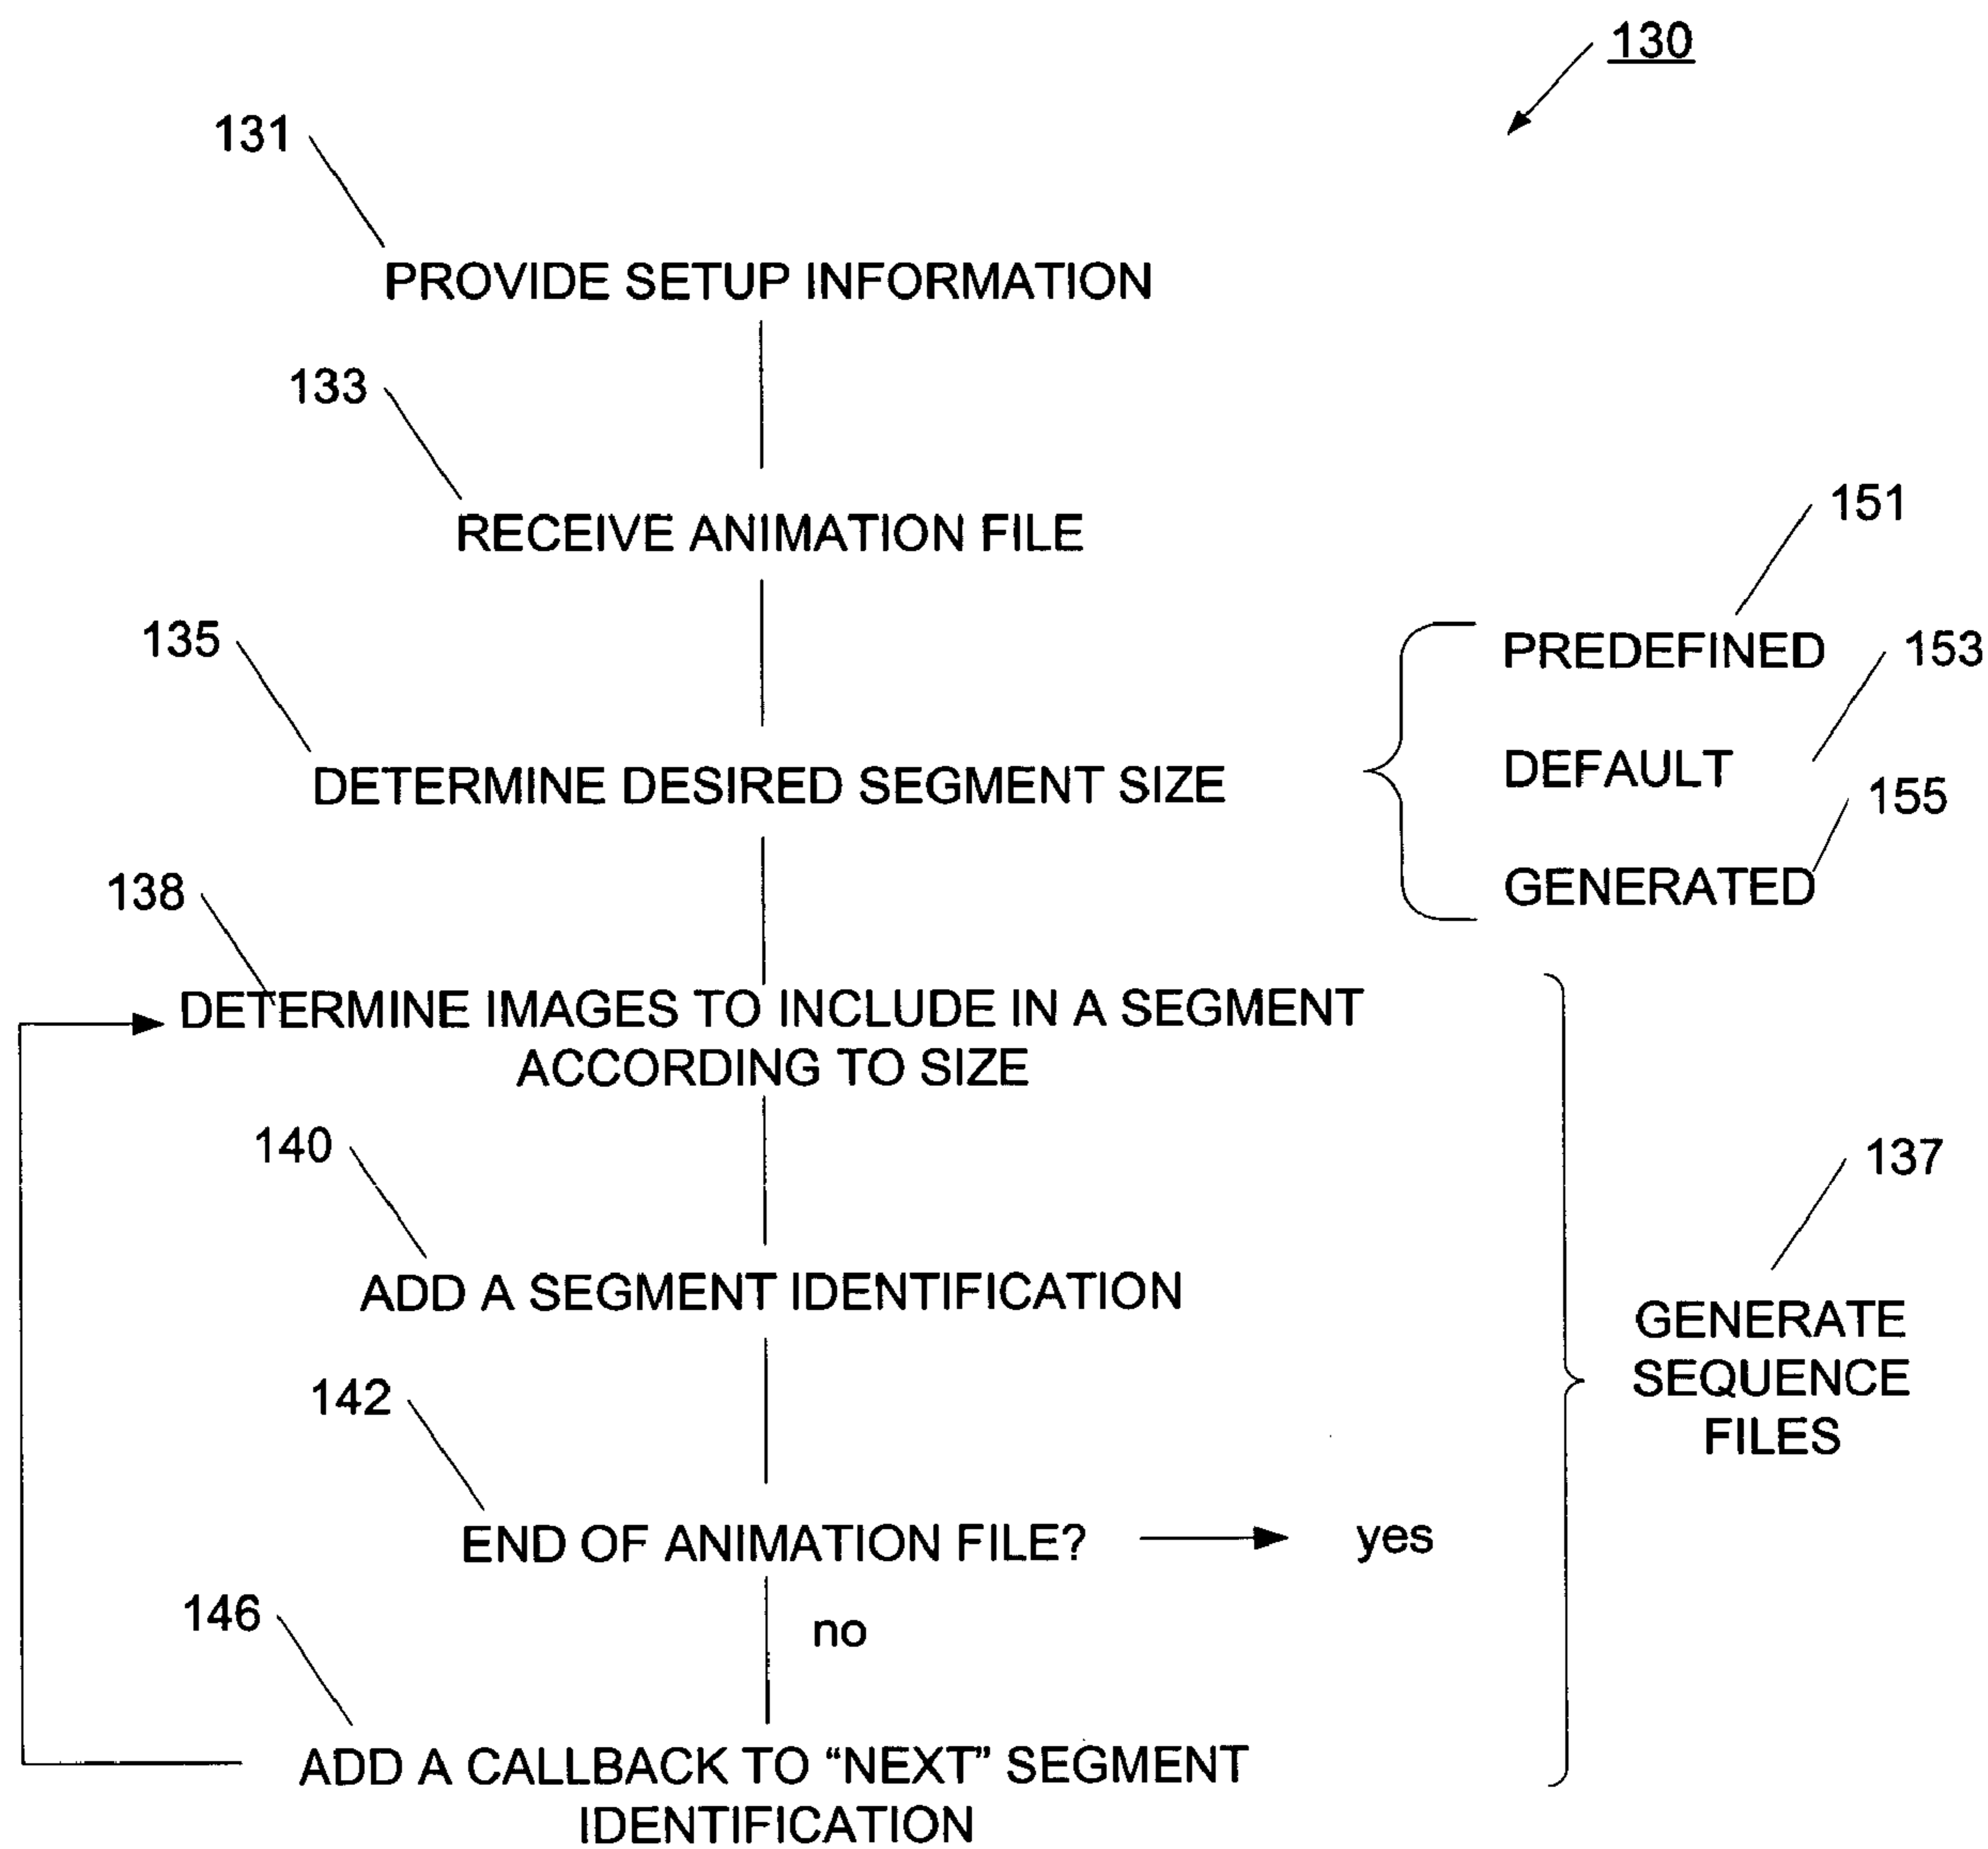 130
131
PROVIDE SETUP INFORMATION
133
RECEIVE ANIMATION FILE
151
135
PREDEFINED
153
DETERMINE DESIRED SEGMENT SIZE
DEFAULT
155
138
GENERATED
DETERMINE IMAGES TO INCLUDE IN A SEGMENT
ACCORDING TO SIZE
140
137
ADD A SEGMENT IDENTIFICATION
GENERATE
SEQUENCE
FILES
142
END OF ANIMATION FILE?
yes
146
no
ADD A CALLBACK TO “NEXT” SEGMENT
IDENTIFICATION